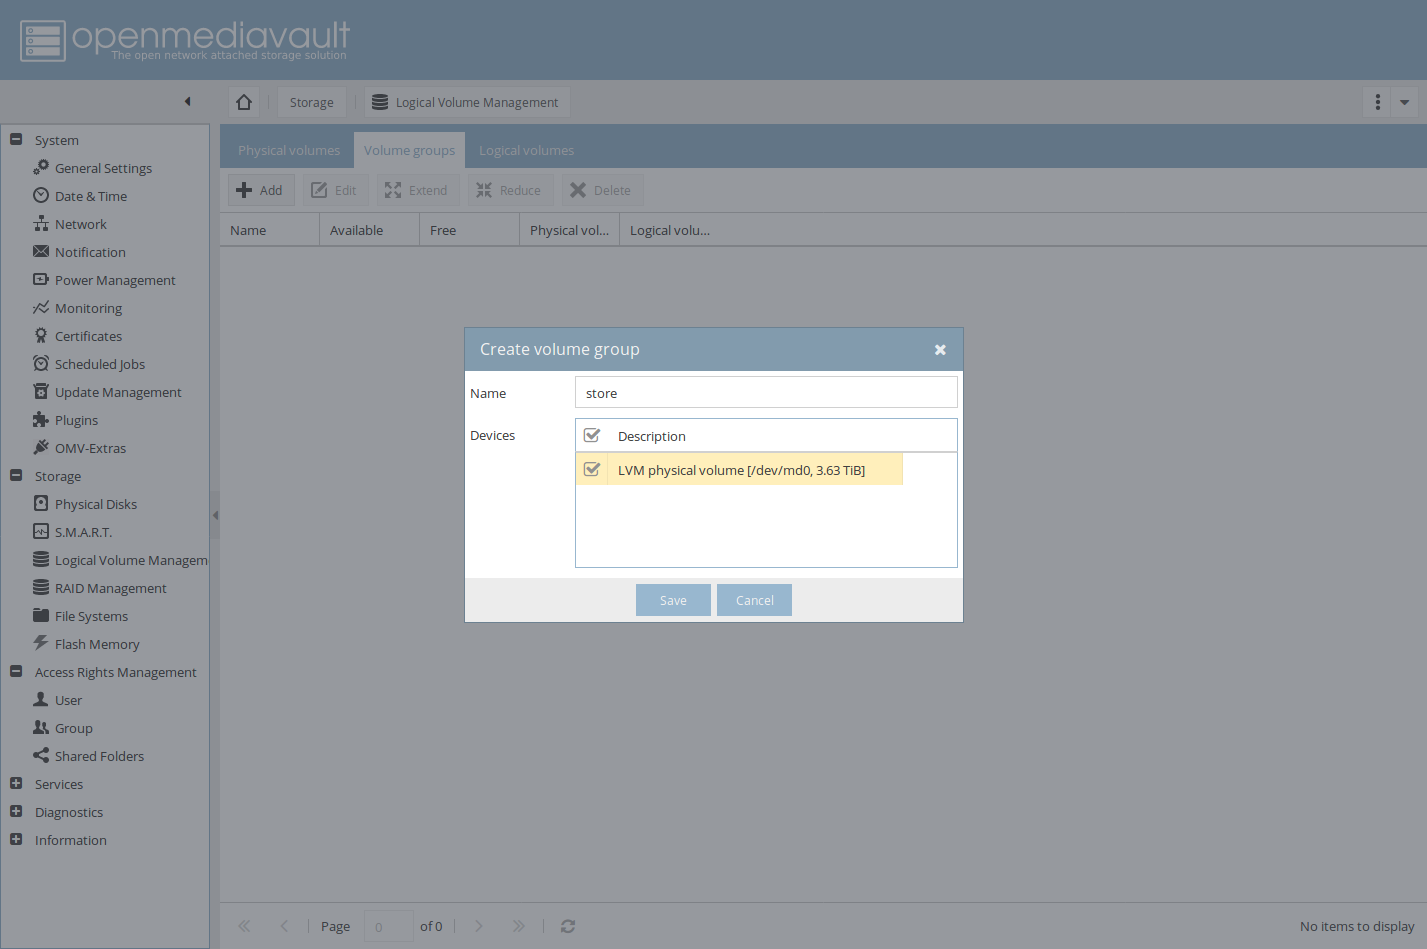 openmediavault
The open network attached storage solution
Storage
Logical Volume Management
System
General Settings
Date & Time
Network
Notification
Power Management
Monitoring
Certificates
Scheduled Jobs
Update Management
Plugins
OMV-Extras
Storage
Physical Disks
S.M.A.R.T.
Logical Volume Managem
RAID Management
File Systems
Flash Memory
Access Rights Management
User
Group
Shared Folders
Services
Diagnostics
Information
Physical volumes Volume groups Logical volumes
Add Edit Extend Reduce Delete
Name Available Free Physical vol... Logical volu...
Create volume group
Name store
Devices Description
LVM physical volume [/dev/md0, 3.63 TiB]
Save Cancel
Page 0 of 0 No items to display